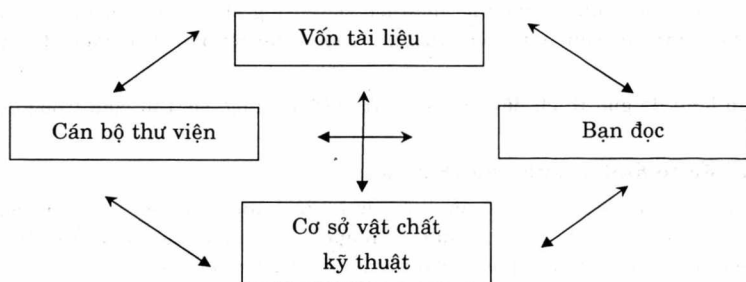 Vốn tài liệu
Cán bộ thư viện
Bạn đọc
Cơ sở vật chất
kỹ thuật